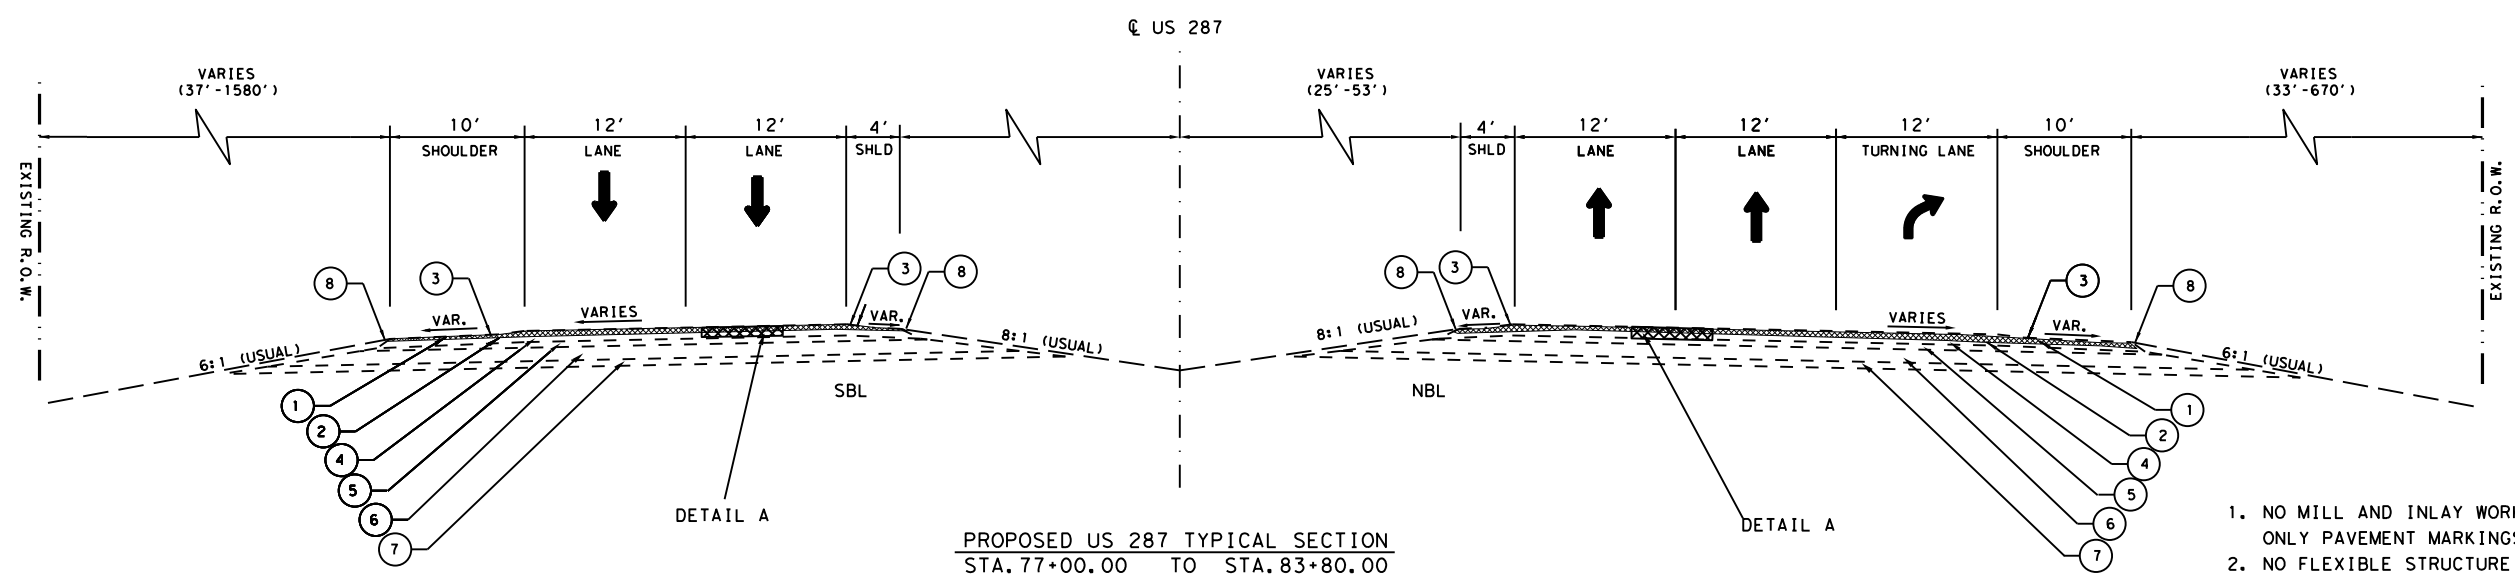 ℄ US 287
VARIES
(37'-1580')
VARIES
(25'-53')
VARIES
(33'-670')
10' 12' 12' 4' 4' 12' 12' 12' 10'
SHOULDER LANE LANE SHLD SHLD LANE LANE TURNING LANE SHOULDER
EXISTING R.O.W.
EXISTING R.O.W.
8 3 3 8 8 3 3 8
VAR. VARIES VAR. VAR. VARIES VAR.
6:1 (USUAL) 8:1 (USUAL) 8:1 (USUAL) 6:1 (USUAL)
SBL NBL
1
2
4
5
6
7
1
2
4
5
6
7
DETAIL A
DETAIL A
PROPOSED US 287 TYPICAL SECTION
STA.77+00.00 TO STA.83+80.00
1. NO MILL AND INLAY
ONLY PAVEMENT MARKINGS
2. NO FLEXIBLE STRUCTURE